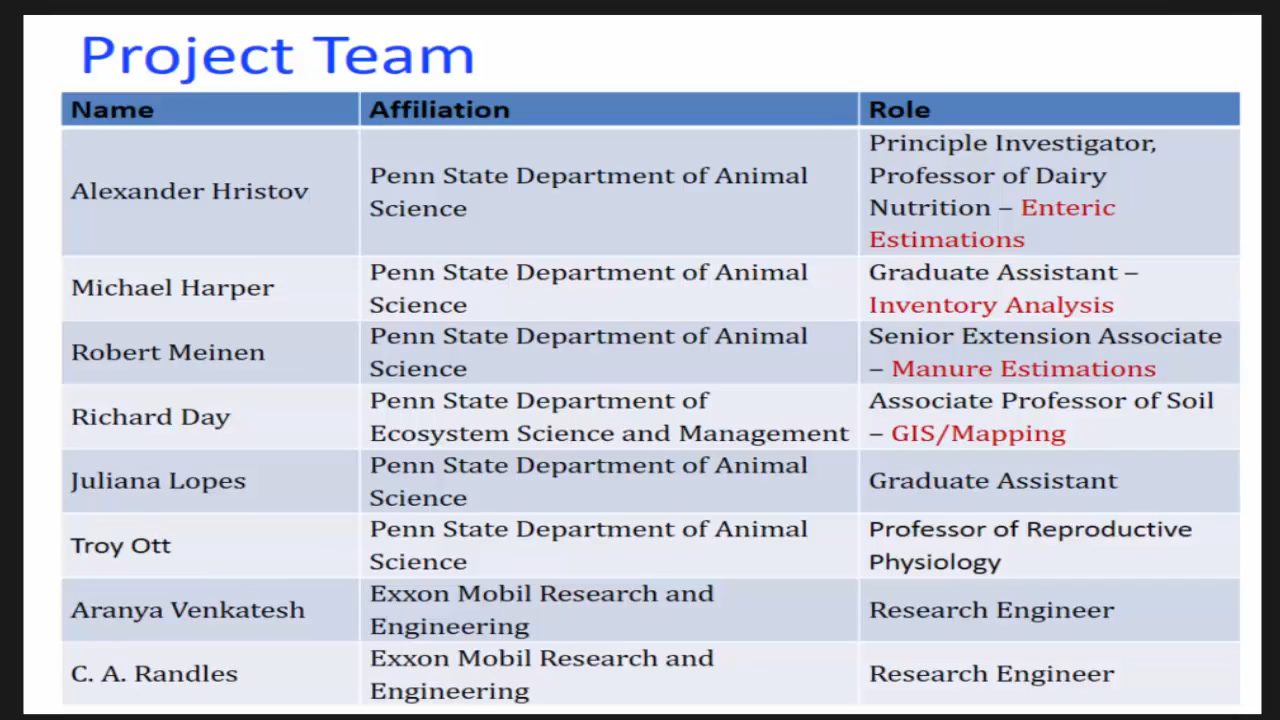 Project Team
Name Affiliation Role
Alexander Hristov
Penn State Department of Animal
Science
Principle Investigator,
Professor of Dairy
Nutrition – Enteric
Estimations
Michael Harper
Penn State Department of Animal
Science
Graduate Assistant –
Inventory Analysis
Robert Meinen
Penn State Department of Animal
Science
Senior Extension Associate
– Manure Estimations
Richard Day
Penn State Department of
Ecosystem Science and Management
Associate Professor of Soil
– GIS/Mapping
Juliana Lopes
Penn State Department of Animal
Science
Graduate Assistant
Troy Ott
Penn State Department of Animal
Science
Professor of Reproductive
Physiology
Aranya Venkatesh
Exxon Mobil Research and
Engineering
Research Engineer
C. A. Randles
Exxon Mobil Research and
Engineering
Research Engineer